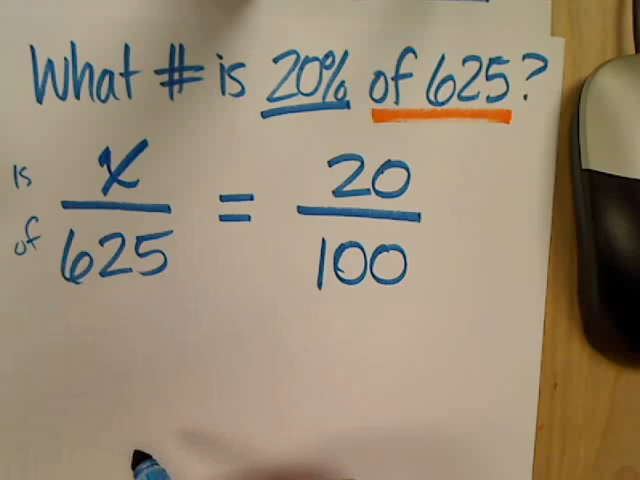 What # is 20% of 625?
is x = 20
of 625 100